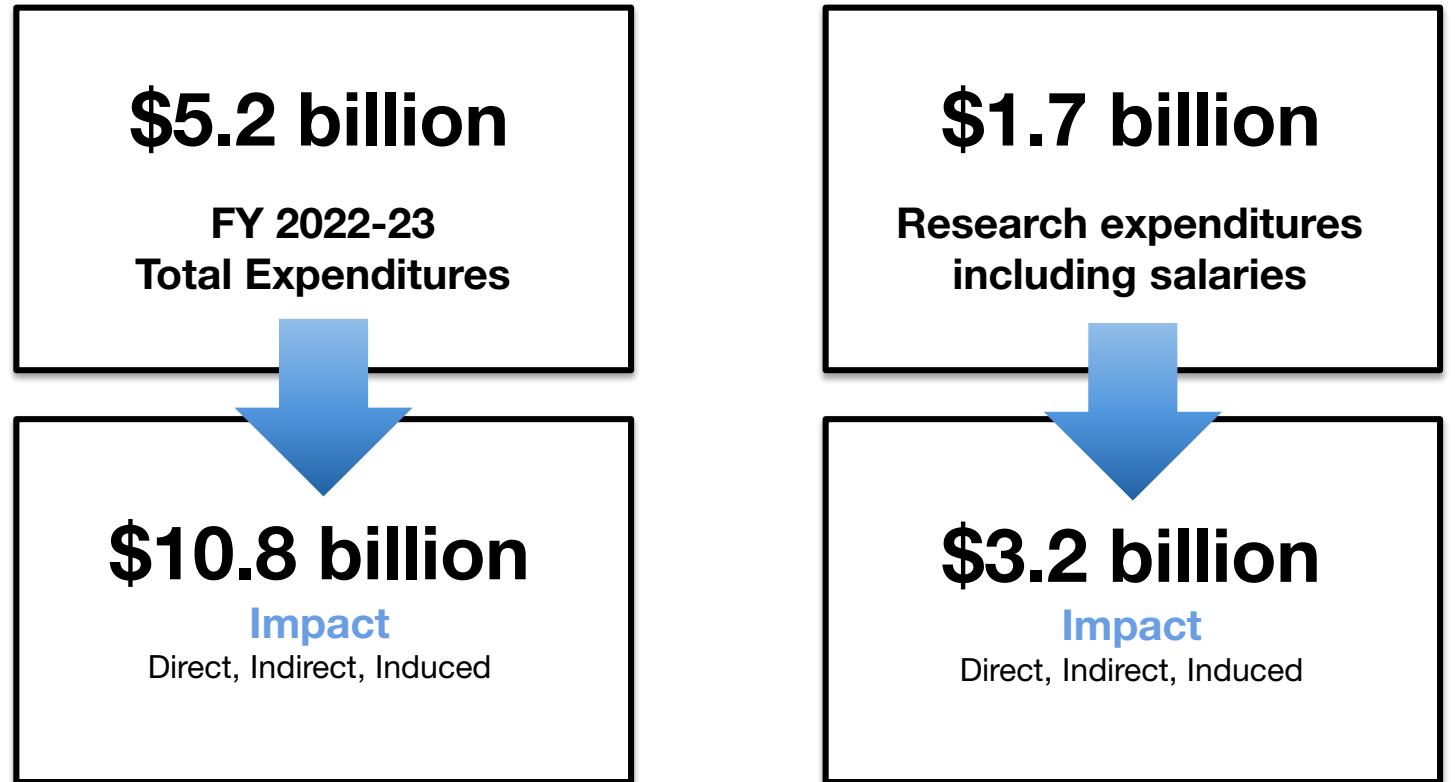 $5.2 billion
FY 2022-23
Total Expenditures
$10.8 billion
Impact
Direct, Indirect, Induced
$1.7 billion
Research expenditures
including salaries
$3.2 billion
Impact
Direct, Indirect, Induced